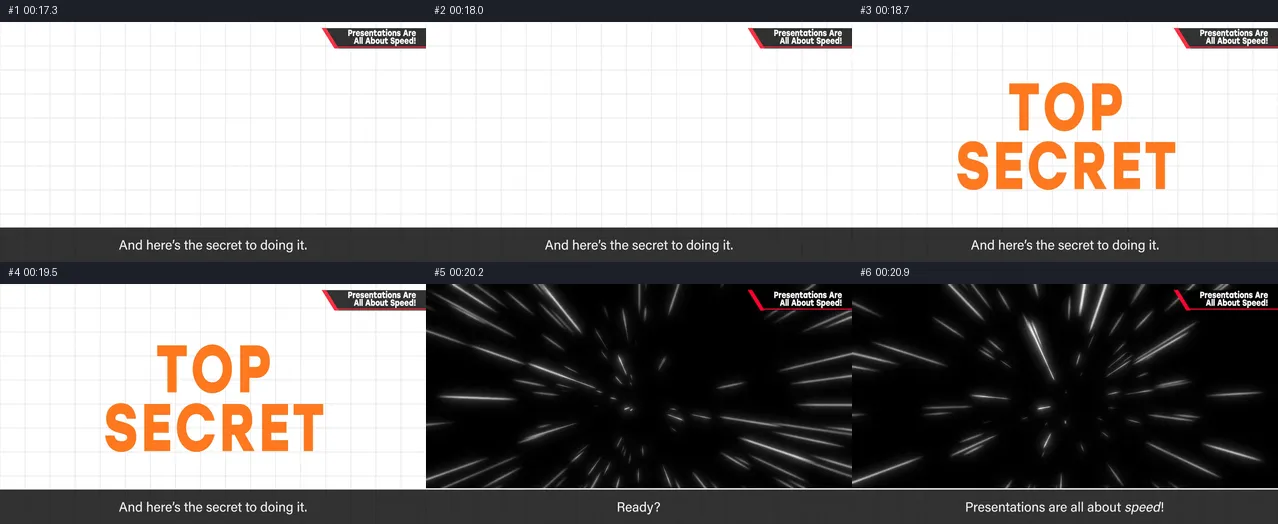 #1 00:17.3
Presentations Are
All About Speed!
And here's the secret to doing it.
#2 00:18.0
Presentations Are
All About Speed!
And here's the secret to doing it.
#3 00:18.7
Presentations Are
All About Speed!
TOP
SECRET
And here's the secret to doing it.
#4 00:19.5
Presentations Are
All About Speed!
TOP
SECRET
And here's the secret to doing it.
#5 00:20.2
Presentations Are
All About Speed!
Ready?
#6 00:20.9
Presentations Are
All About Speed!
Presentations are all about speed!